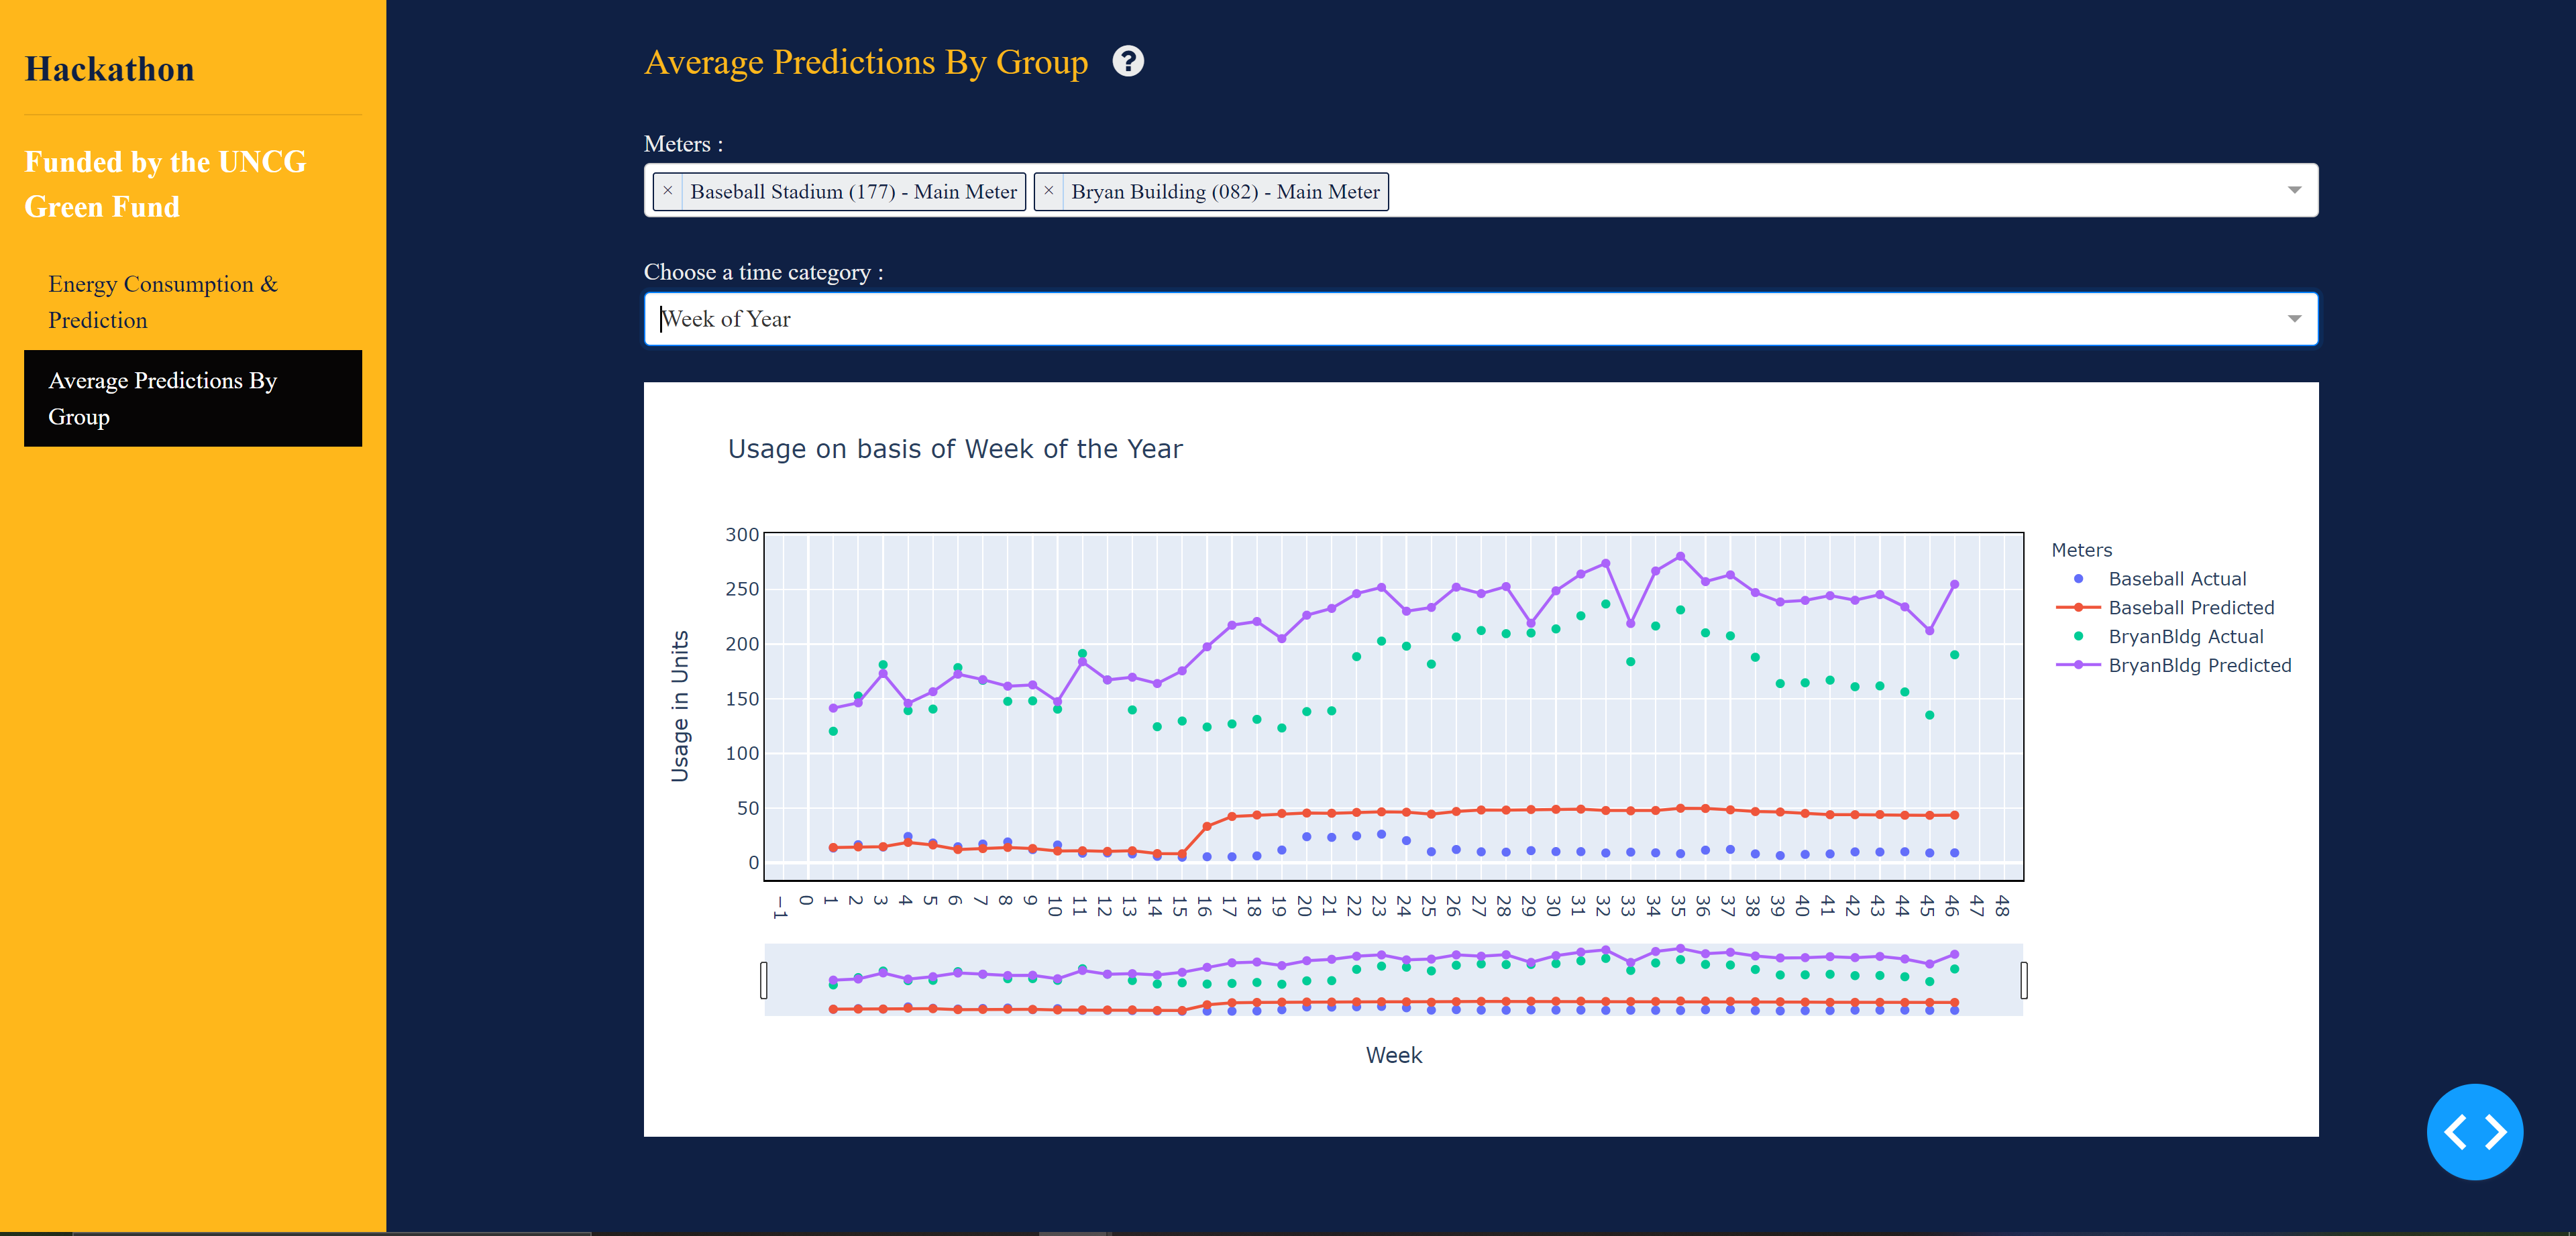 Hackathon
Funded by the UNCG
Green Fund
Energy Consumption &
Prediction
Average Predictions By
Group
Average Predictions By Group ?
Meters :
× Baseball Stadium (177) - Main Meter × Bryan Building (082) - Main Meter
Choose a time category :
Week of Year
Usage on basis of Week of the Year
Usage in Units
300
250
200
150
100
50
0
−1 0 1 2 3 4 5 6 7 8 9 10 11 12 13 14 15 16 17 18 19 20 21 22 23 24 25 26 27 28 29 30 31 32 33 34 35 36 37 38 39 40 41 42 43 44 45 46 47 48
Week
Meters
Baseball Actual
Baseball Predicted
BryanBldg Actual
BryanBldg Predicted